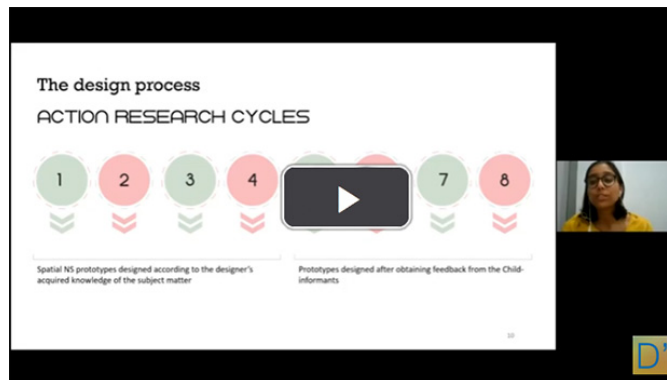 The design process
ACTION RESEARCH CYCLES
1 2 3 4 7 8
Spatial NS prototypes designed according to the designer's
acquired knowledge of the subject matter
Prototypes designed after obtaining feedback from the Child-
informants
10
D'